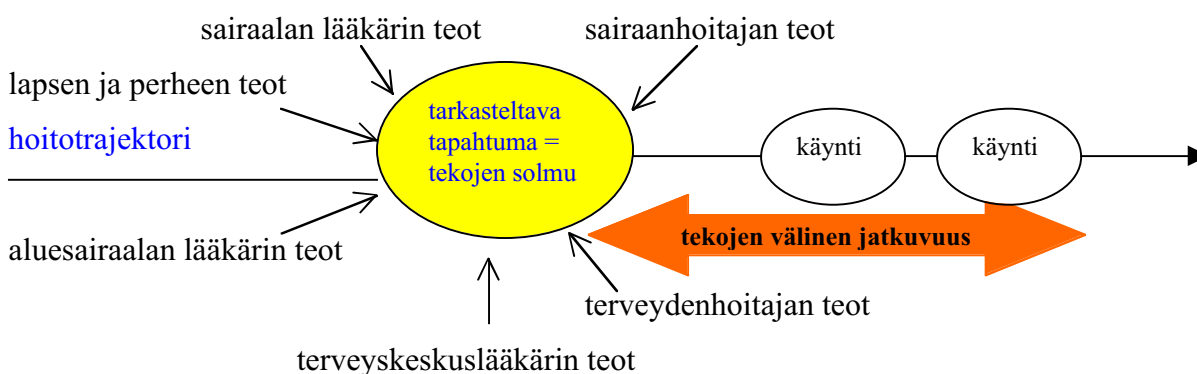 sairaalan lääkärin teot
sairaanhoitajan teot
lapsen ja perheen teot
hoitotrajektori
tarkasteltava
tapahtuma =
tekojen solmu
käynti
käynti
tekojen välinen jatkuvuus
aluesairaalan lääkärin teot
terveydenhoitajan teot
terveyskeskuslääkärin teot